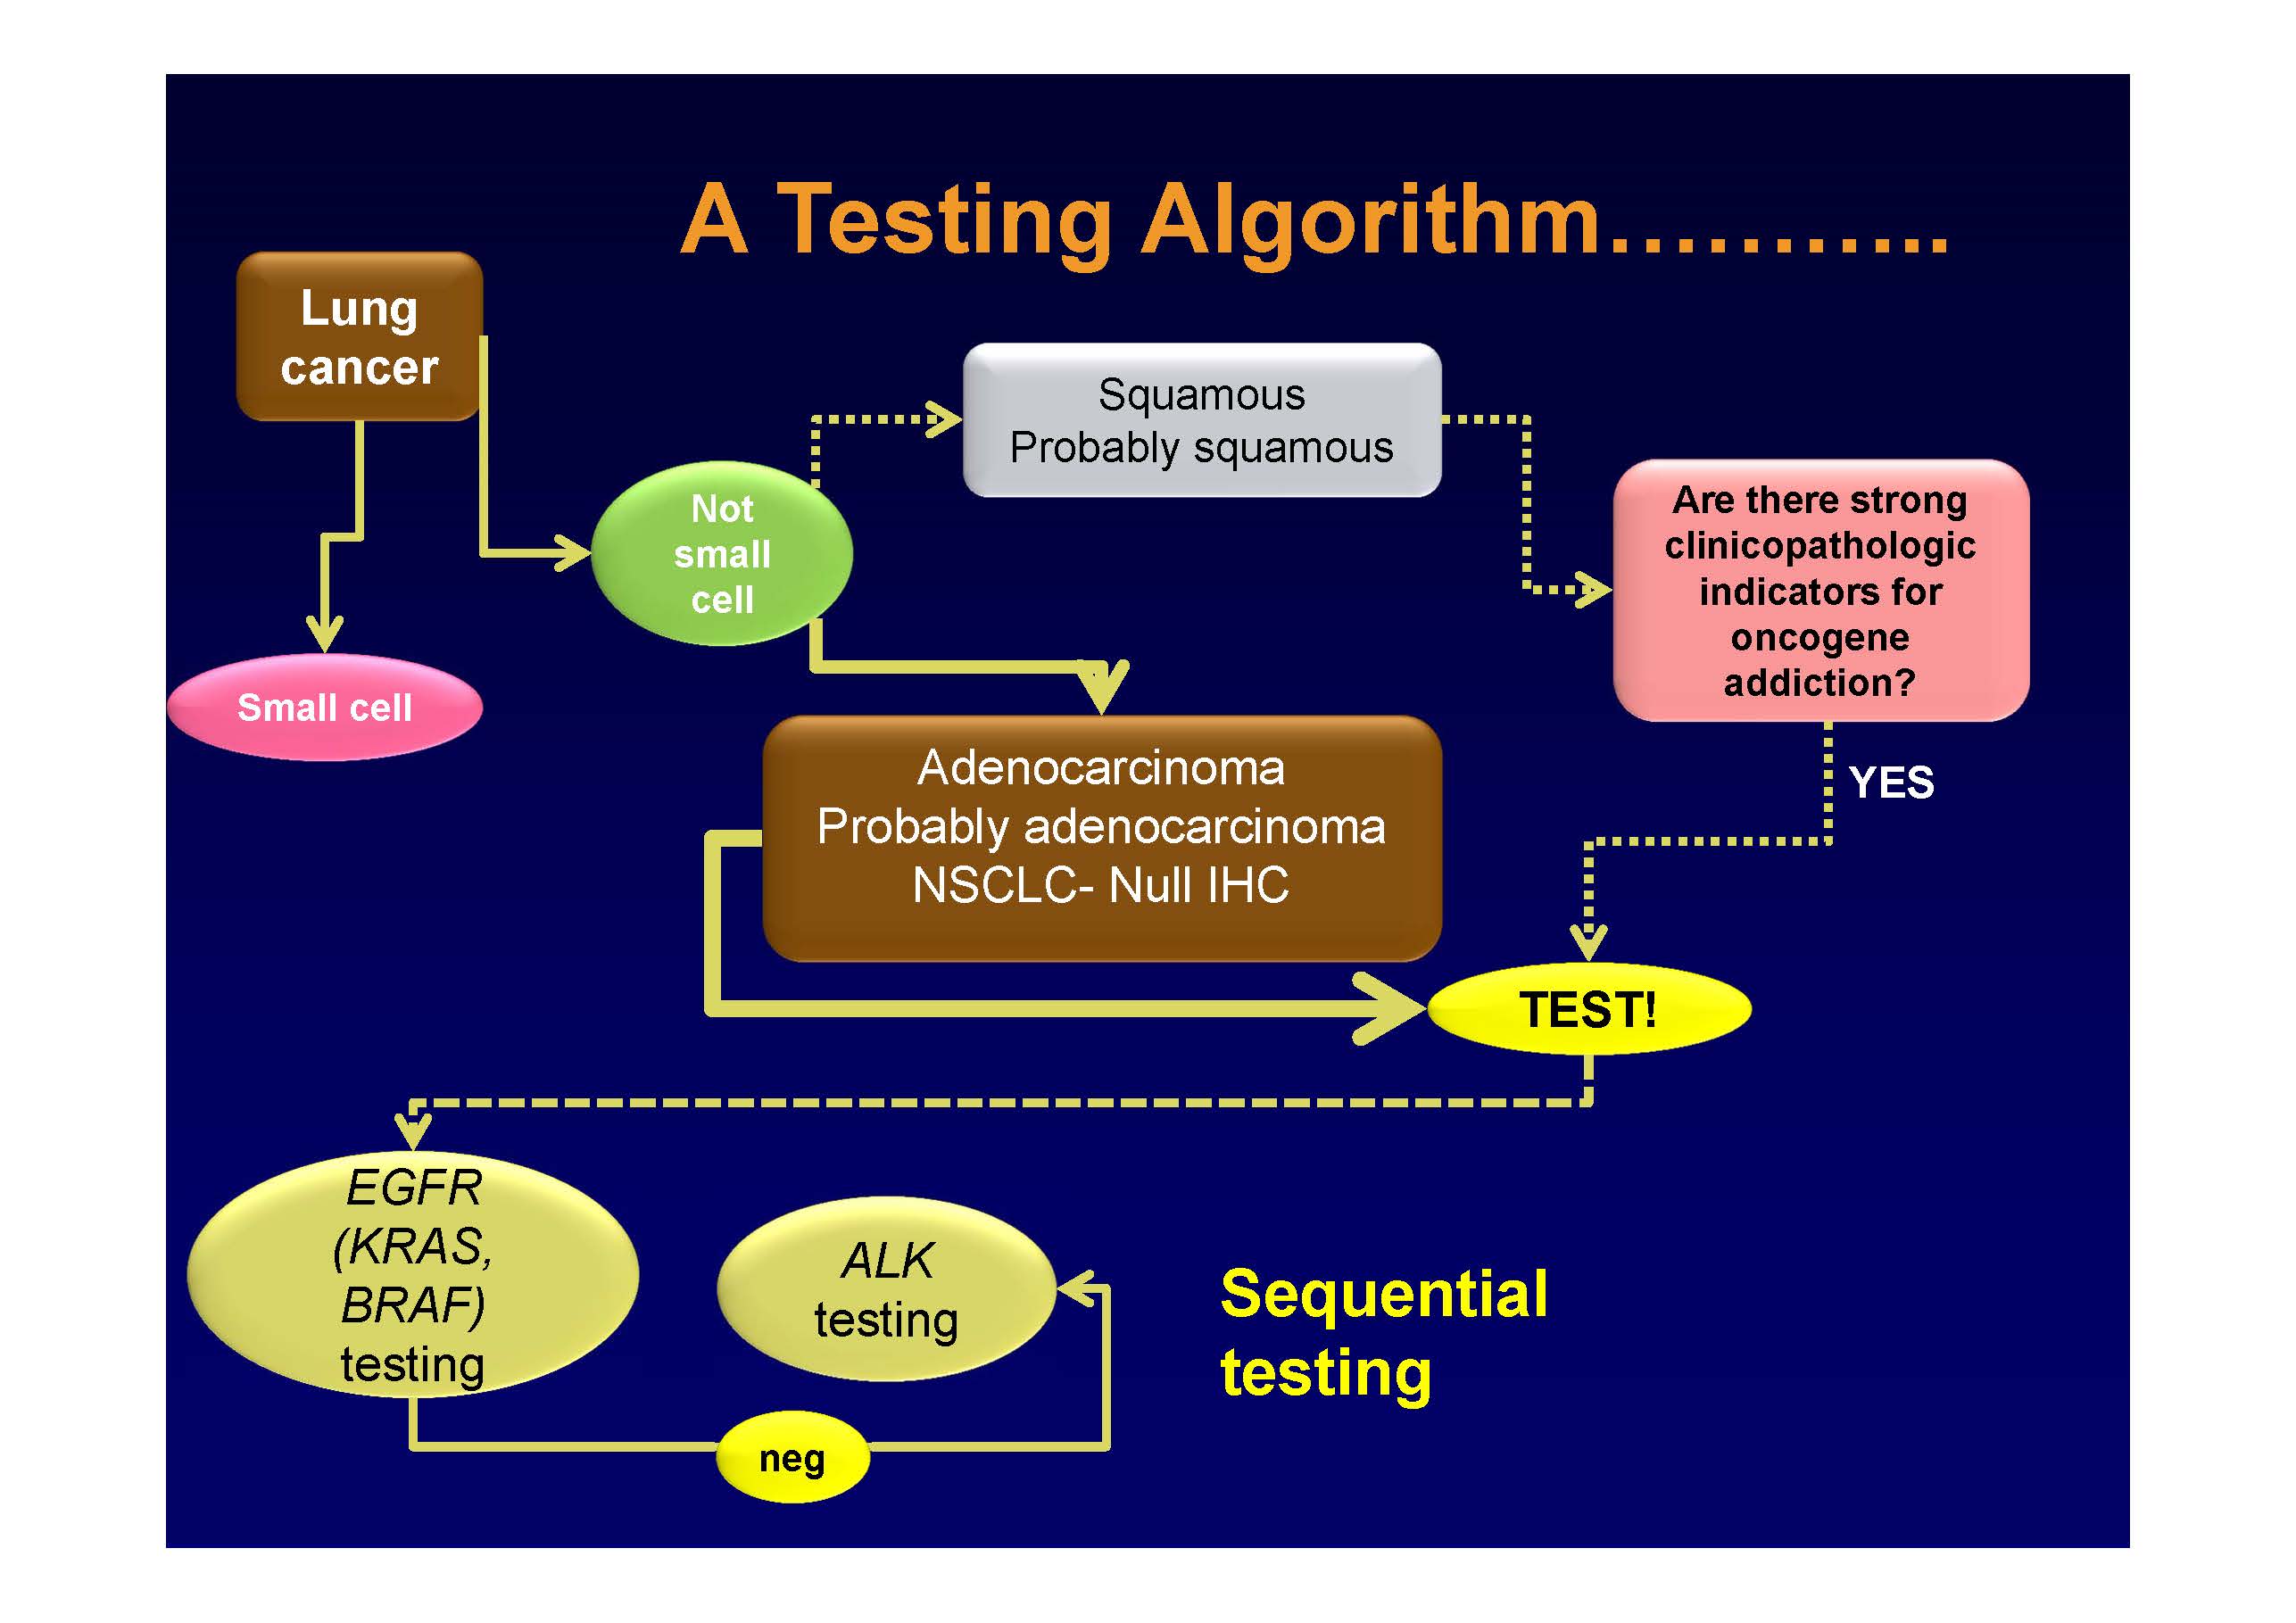 A Testing Algorithm...........
Lung
cancer
Squamous
Probably squamous
Not
small
cell
Are there strong
clinicopathologic
indicators for
oncogene
addiction?
Small cell
Adenocarcinoma
Probably adenocarcinoma
NSCLC- Null IHC
YES
TEST!
EGFR
(KRAS,
BRAF)
testing
ALK
testing
Sequential
testing
neg